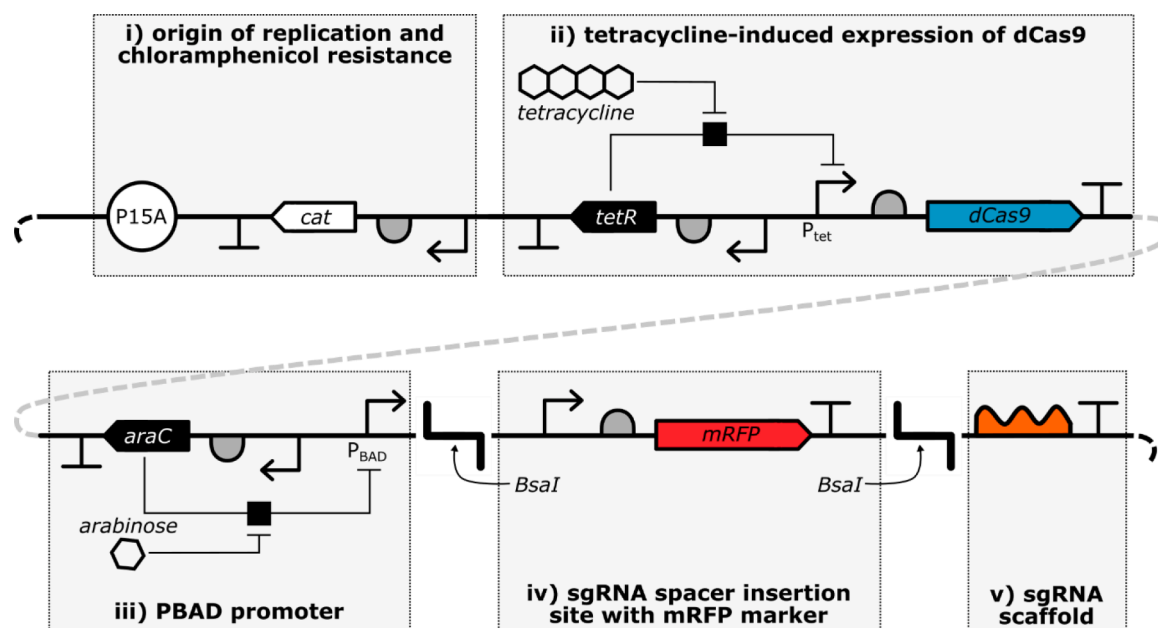 i) origin of replication and
chloramphenicol resistance
ii) tetracycline-induced expression of dCas9
tetracycline
P15A
cat
tetR
Ptet
dCas9
araC
PBAD
mRFP
BsaI
BsaI
arabinose
iii) PBAD promoter
iv) sgRNA spacer insertion
site with mRFP marker
v) sgRNA
scaffold